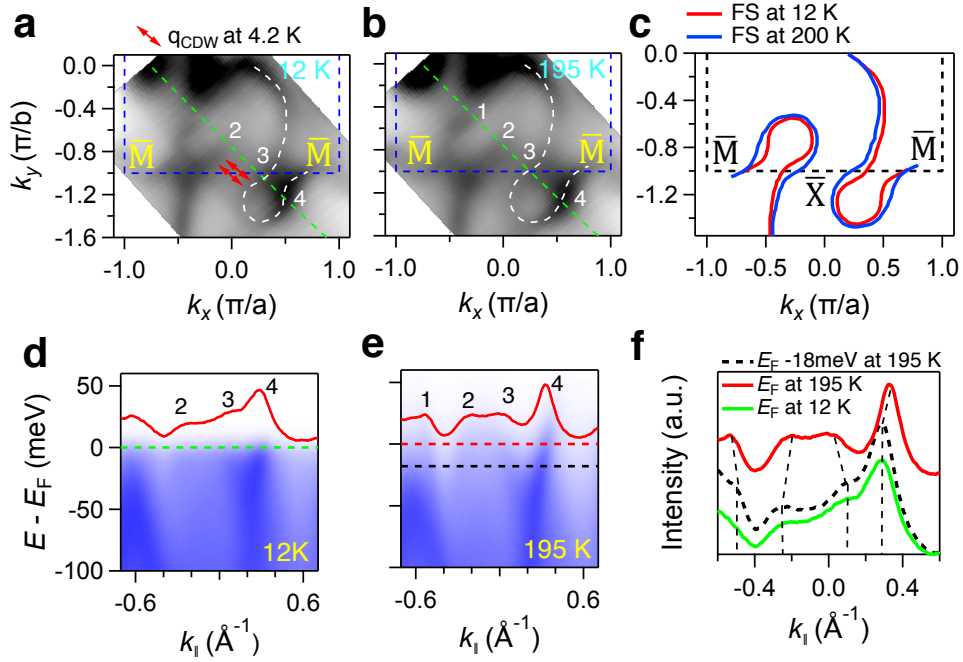 a
q_CDW at 4.2 K
b
c
FS at 12 K
FS at 200 K
k_y (π/b)
0.0
-0.4
-0.8
-1.2
-1.6
12 K
2
3
4
M̅
M̅
-1.0
0.0
1.0
k_x (π/a)
195 K
1
2
3
4
M̅
M̅
-1.0
0.0
1.0
k_x (π/a)
0.0
-0.4
-0.8
-1.2
M̅
M̅
X̅
-1.0
-0.5
0.0
0.5
1.0
k_x (π/a)
d
E - E_F (meV)
50
0
-50
-100
2
3
4
12K
-0.6
0.6
k_∥ (Å⁻¹)
e
1
2
3
4
195 K
-0.6
0.6
k_∥ (Å⁻¹)
f
E_F -18meV at 195 K
E_F at 195 K
E_F at 12 K
Intensity (a.u.)
-0.4
0.0
0.4
k_∥ (Å⁻¹)